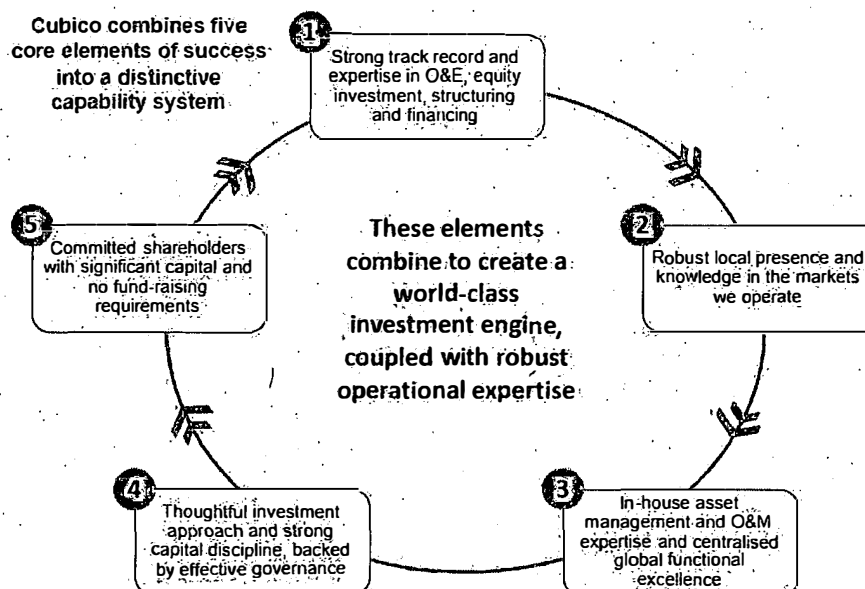 Cubico combines five
core elements of success
into a distinctive
capability system
1
Strong track record and
expertise in O&E, equity
investment, structuring
and financing
2
Robust local presence and
knowledge in the markets
we operate
3
In-house asset
management and O&M
expertise and centralised
global functional
excellence
4
Thoughtful investment
approach and strong
capital discipline, backed
by effective governance
5
Committed shareholders
with significant capital and
no fund-raising
requirements
These elements
combine to create a
world-class
investment engine,
coupled with robust
operational expertise